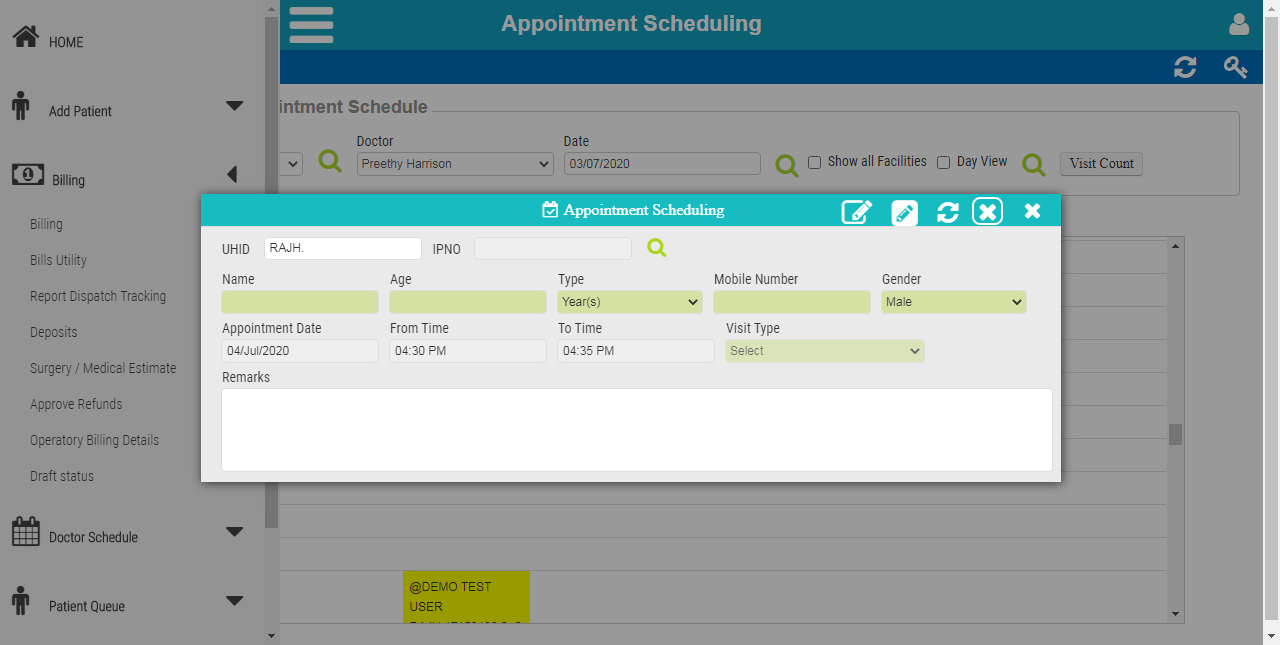 HOME
Add Patient
Billing
Billing
Bills Utility
Report Dispatch Tracking
Deposits
Surgery / Medical Estimate
Approve Refunds
Operatory Billing Details
Draft status
Doctor Schedule
Patient Queue
Appointment Scheduling
intment Schedule
Doctor
Date
Preethy Harrison
03/07/2020
Show all Facilities
Day View
Visit Count
Appointment Scheduling
UHID RAJH. IPNO
Name Age Type Mobile Number Gender
Year(s) Male
Appointment Date From Time To Time Visit Type
04/Jul/2020 04:30 PM 04:35 PM Select
Remarks
@DEMO TEST
USER